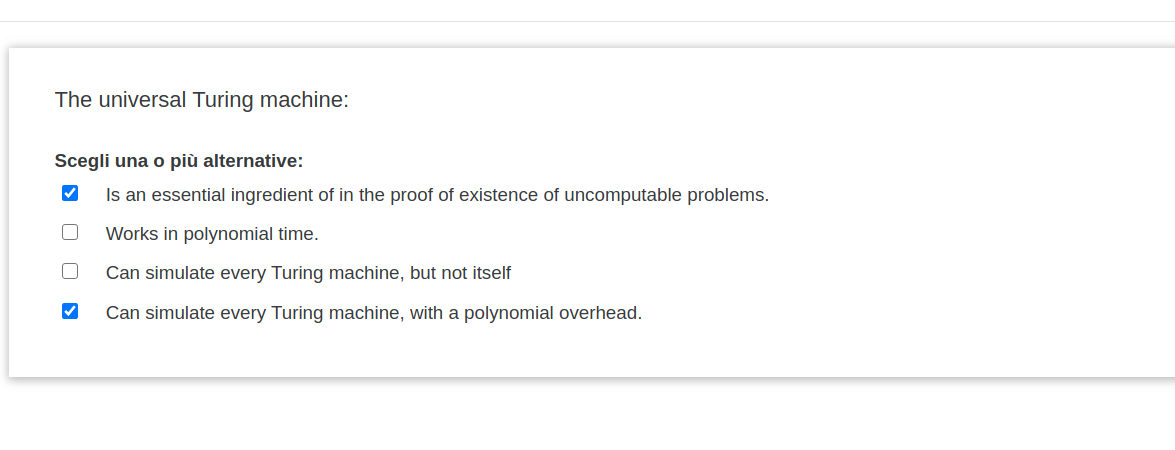 The universal Turing machine:
Scegli una o più alternative:
Is an essential ingredient of in the proof of existence of uncomputable problems.
Works in polynomial time.
Can simulate every Turing machine, but not itself
Can simulate every Turing machine, with a polynomial overhead.